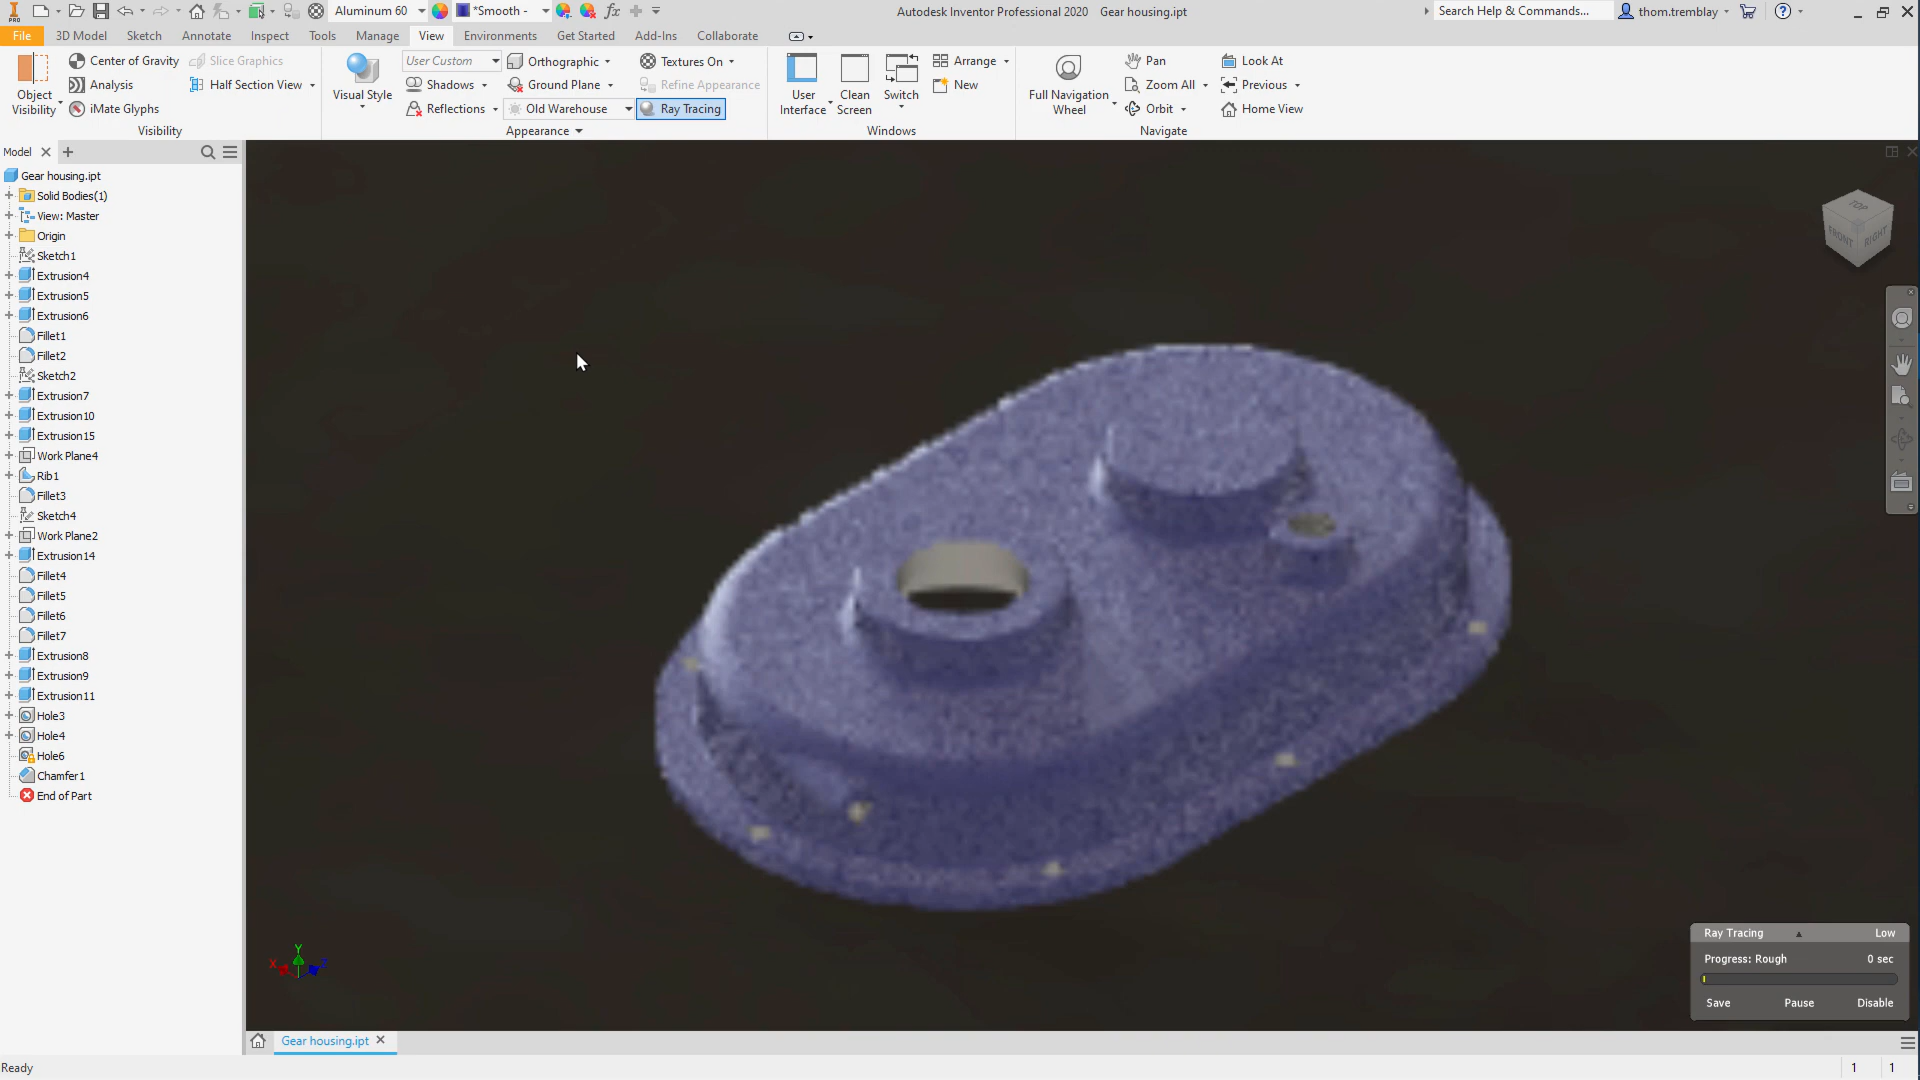 PRO
Aluminum 60
*Smooth -
fx
Autodesk Inventor Professional 2020 Gear housing.ipt
Search Help & Commands...
thom.tremblay
File 3D Model Sketch Annotate Inspect Tools Manage View Environments Get Started Add-Ins Collaborate
Object Visibility
Center of Gravity
Slice Graphics
Analysis
Half Section View
iMate Glyphs
Visibility
Visual Style
User Custom
Shadows
Reflections
Orthographic
Ground Plane
Old Warehouse
Textures On
Refine Appearance
Ray Tracing
Appearance
User Interface
Clean Screen
Switch
Arrange
New
Windows
Full Navigation Wheel
Pan
Zoom All
Orbit
Look At
Previous
Home View
Navigate
Model
Gear housing.ipt
Solid Bodies(1)
View: Master
Origin
Sketch1
Extrusion4
Extrusion5
Extrusion6
Fillet1
Fillet2
Sketch2
Extrusion7
Extrusion10
Extrusion15
Work Plane4
Rib1
Fillet3
Sketch4
Work Plane2
Extrusion14
Fillet4
Fillet5
Fillet6
Fillet7
Extrusion8
Extrusion9
Extrusion11
Hole3
Hole4
Hole6
Chamfer1
End of Part
TOP
FRONT
RIGHT
Y
X
Z
Ray Tracing Low
Progress: Rough 0 sec
Save Pause Disable
Gear housing.ipt
Ready
1 1